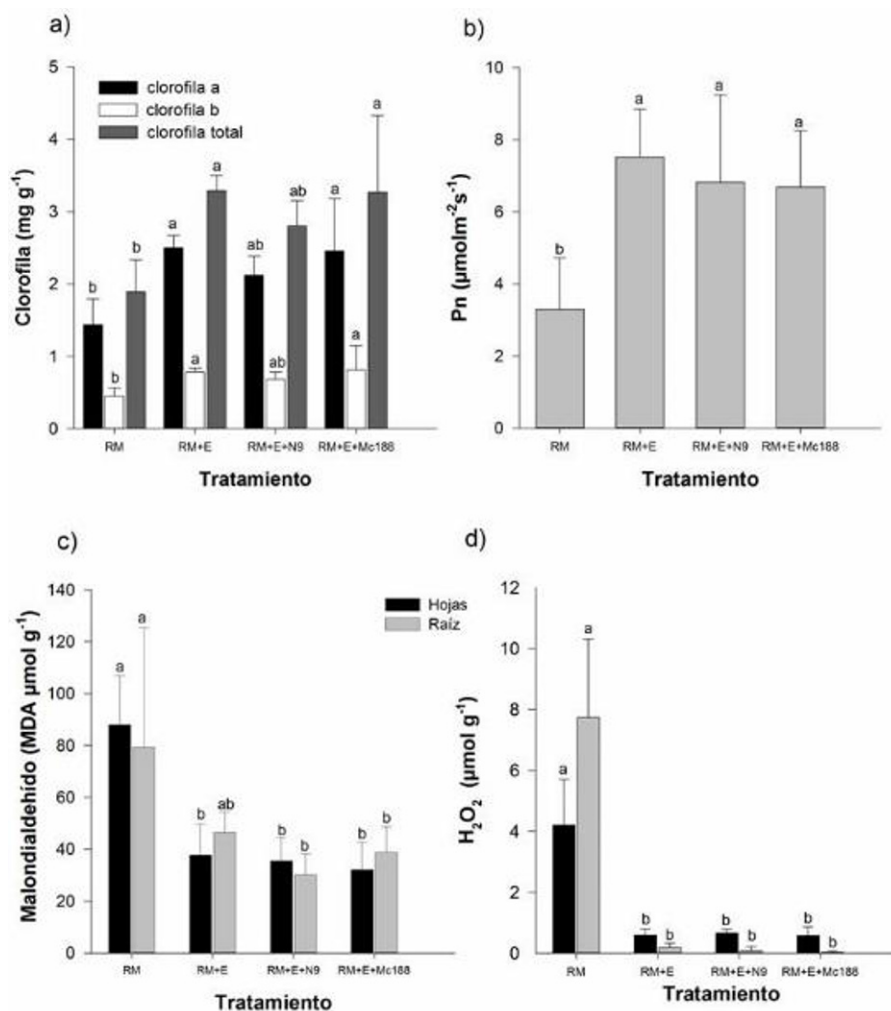 a)
5
4
3
2
1
0
Clorofila (mg g⁻¹)
clorofila a
clorofila b
clorofila total
b
b
b
a
a
a
ab
ab
ab
a
a
a
RM
RM+E
RM+E+N9
RM+E+Mc188
Tratamiento
b)
10
8
6
4
2
0
Pn (µmolm⁻²s⁻¹)
b
a
a
a
RM
RM+E
RM+E+N9
RM+E+Mc188
Tratamiento
c)
140
120
100
80
60
40
20
0
Malondialdehído (MDA µmol g⁻¹)
Hojas
Raíz
a
a
b
ab
b
b
b
b
RM
RM+E
RM+E+N9
RM+E+Mc188
Tratamiento
d)
12
10
8
6
4
2
0
H₂O₂ (µmol g⁻¹)
a
a
b
b
b
b
b
b
RM
RM+E
RM+E+N9
RM+E+Mc188
Tratamiento